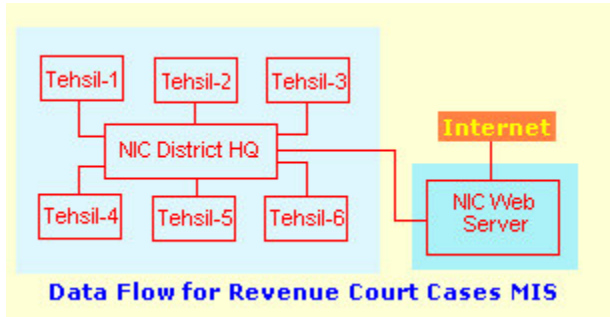 Tehsil-1
Tehsil-2
Tehsil-3
Internet
NIC District HQ
NIC Web
Server
Tehsil-4
Tehsil-5
Tehsil-6
Data Flow for Revenue Court Cases MIS